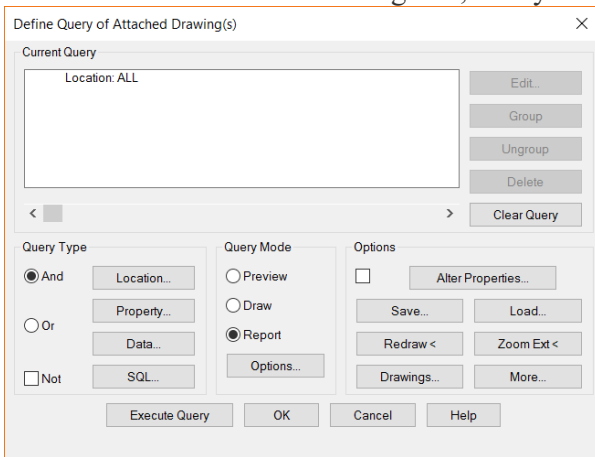 Define Query of Attached Drawing(s)
Current Query
Location: ALL
Edit...
Group
Ungroup
Delete
Clear Query
Query Type
And
Or
Not
Location...
Property...
Data...
SQL...
Query Mode
Preview
Draw
Report
Options...
Options
Alter Properties...
Save...
Load...
Redraw <
Zoom Ext <
Drawings...
More...
Execute Query
OK
Cancel
Help